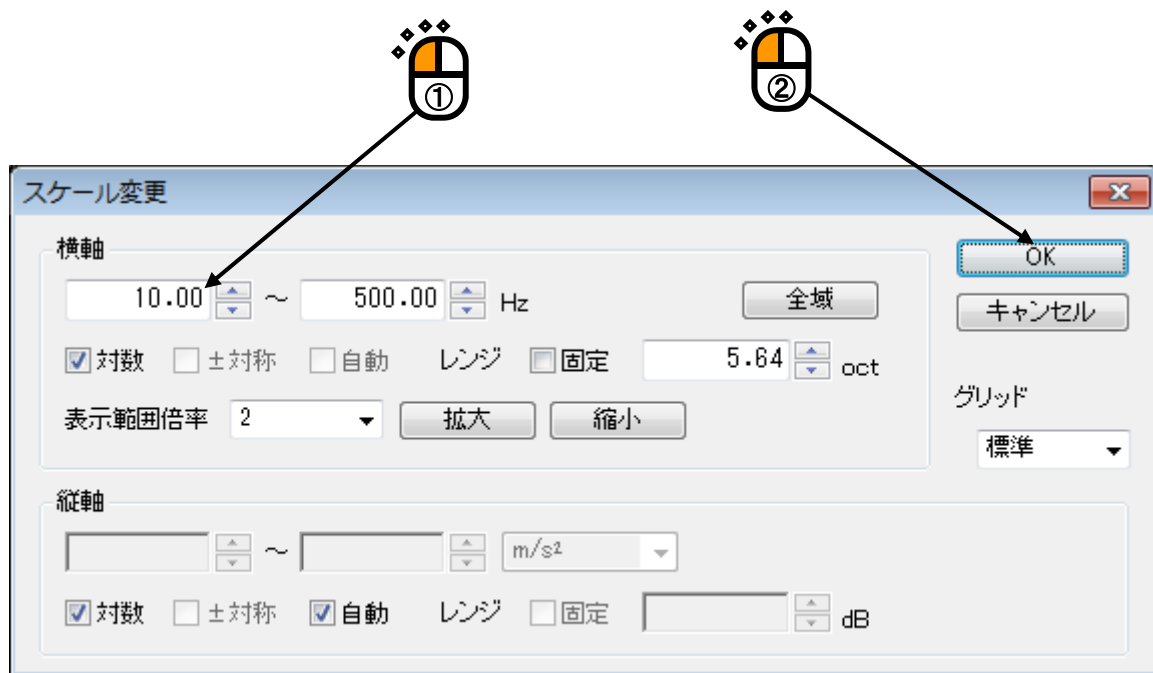 ① ②
スケール変更
横軸
10.00 ～ 500.00 Hz 全域 OK
キャンセル
対数 ±対称 自動 レンジ 固定 5.64 oct
表示範囲倍率 2 拡大 縮小
グリッド
標準
縦軸
～ m/s²
対数 ±対称 自動 レンジ 固定 dB